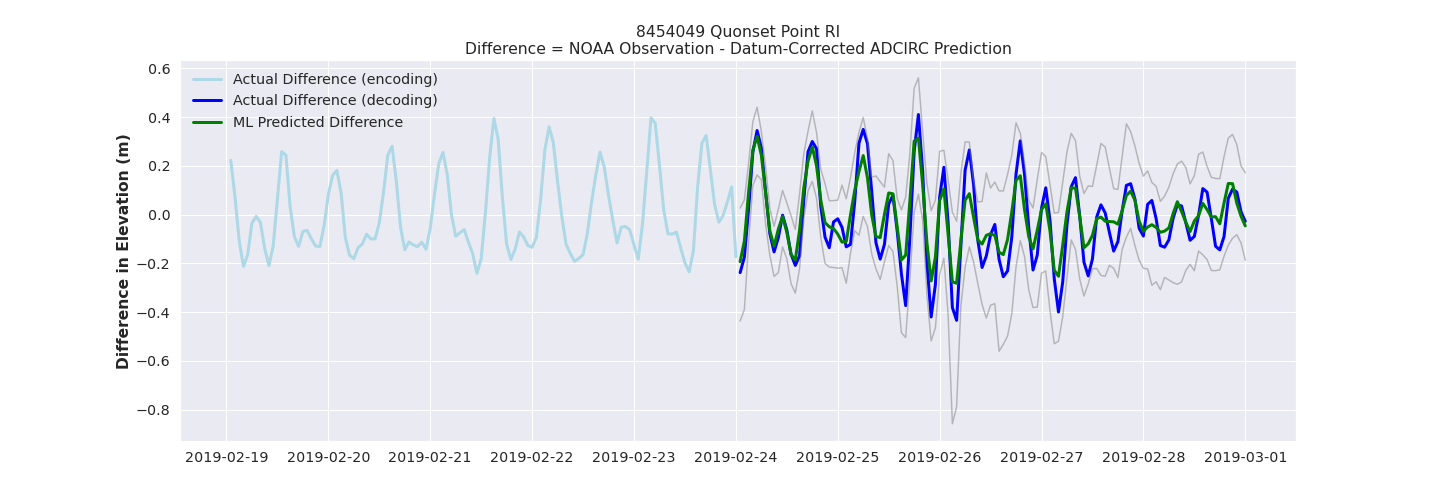 8454049 Quonset Point RI
Difference = NOAA Observation - Datum-Corrected ADCIRC Prediction
Difference in Elevation (m)
0.6
0.4
0.2
0.0
−0.2
−0.4
−0.6
−0.8
Actual Difference (encoding)
Actual Difference (decoding)
ML Predicted Difference
2019-02-19 2019-02-20 2019-02-21 2019-02-22 2019-02-23 2019-02-24 2019-02-25 2019-02-26 2019-02-27 2019-02-28 2019-03-01